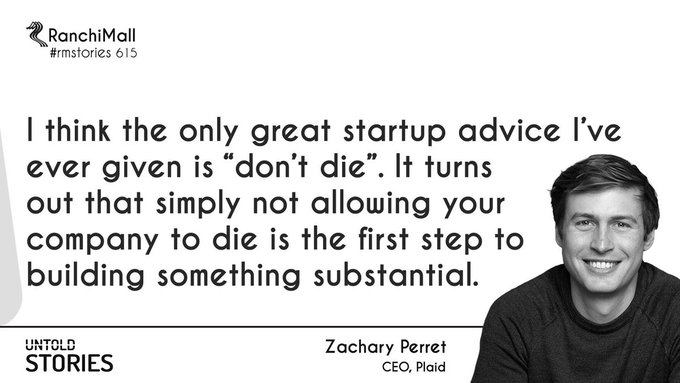 RanchiMall
#rmstories 615
I think the only great startup advice I've
ever given is “don't die”. It turns
out that simply not allowing your
company to die is the first step to
building something substantial.
UNTOLD
STORIES
Zachary Perret
CEO, Plaid